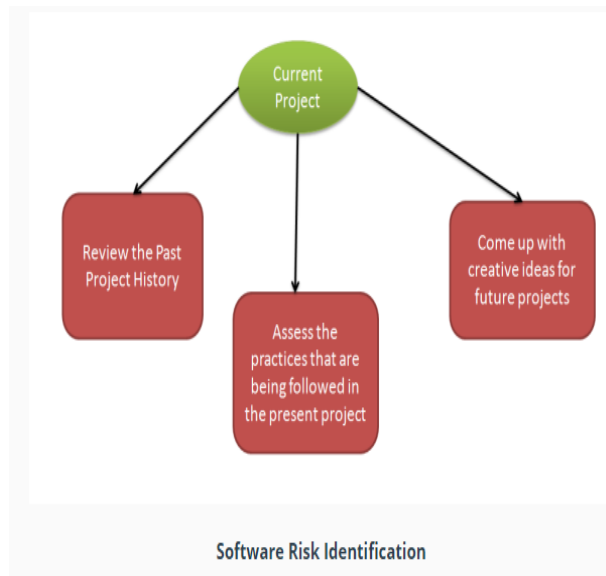 Current
Project
Review the Past
Project History
Come up with
creative ideas for
future projects
Assess the
practices that are
being followed in
the present project
Software Risk Identification